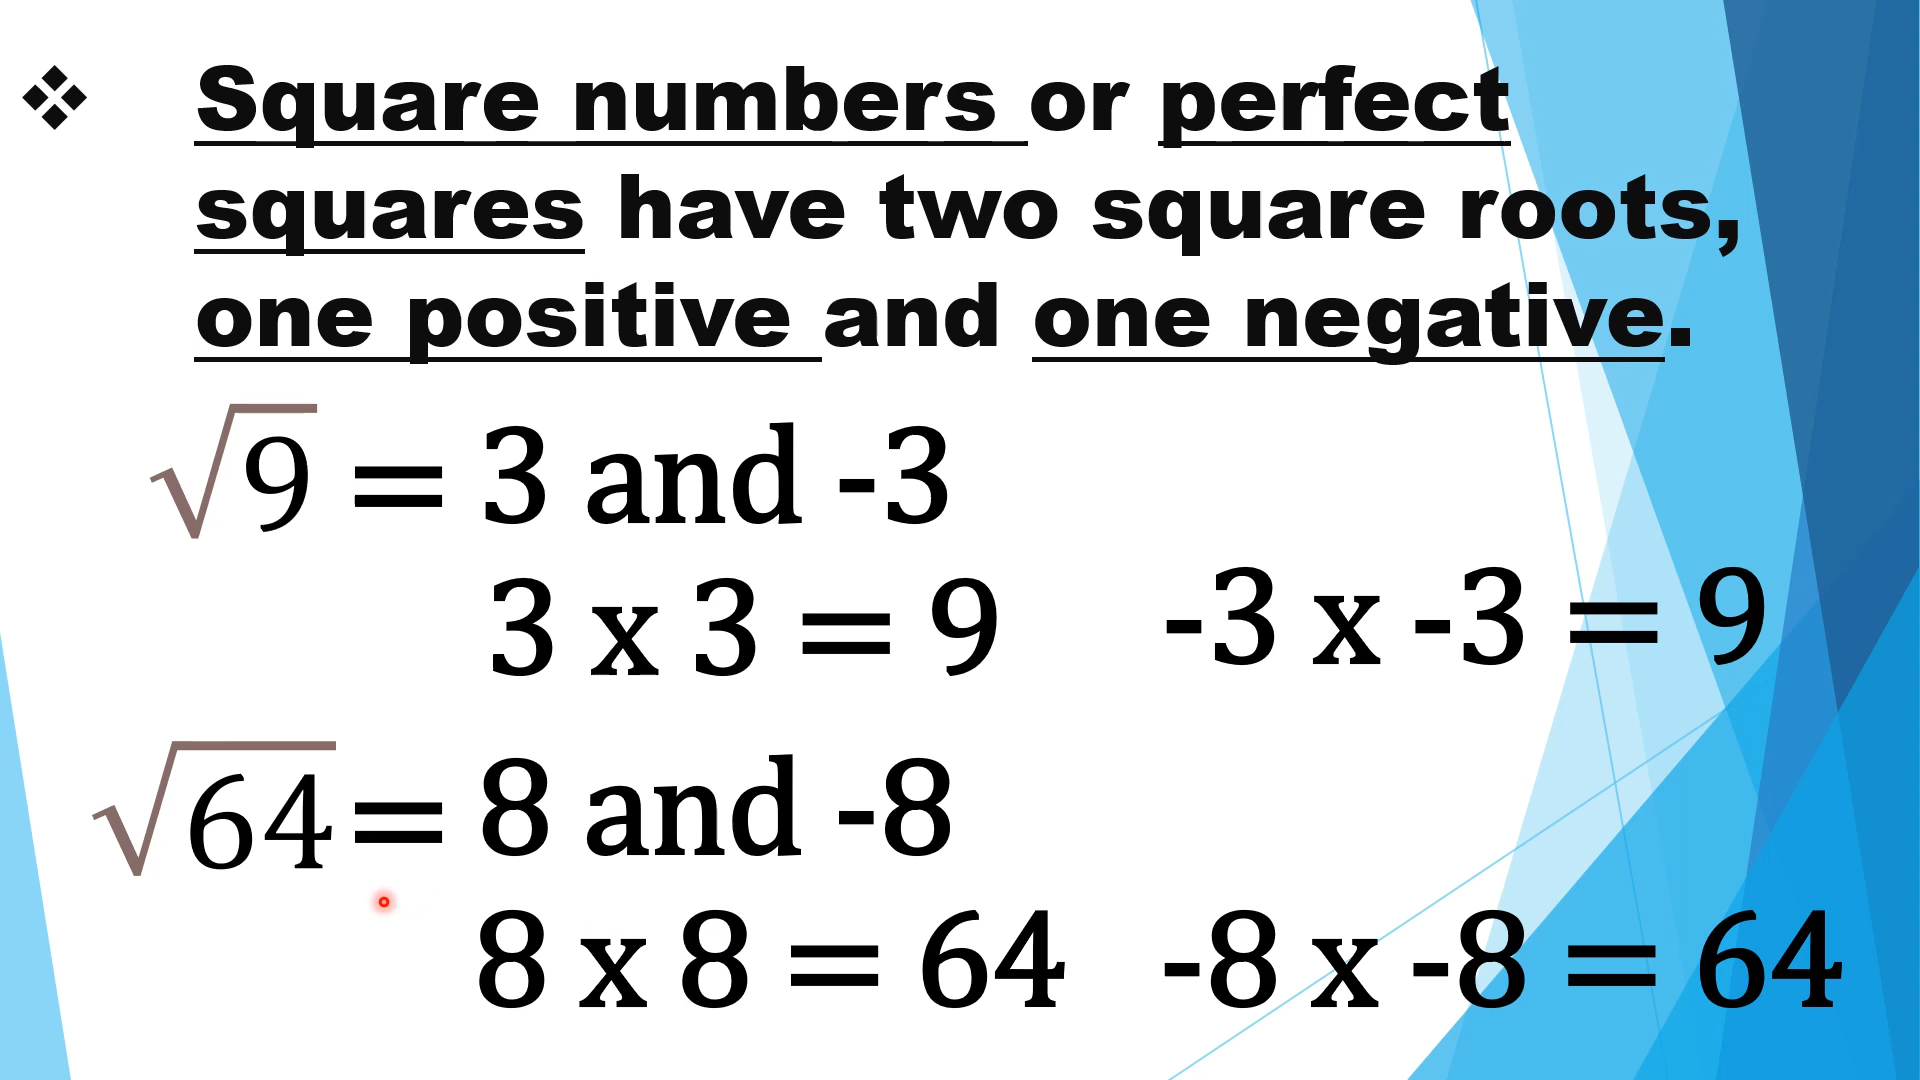 ❖ Square numbers or perfect
squares have two square roots,
one positive and one negative.
√9 = 3 and -3
3 x 3 = 9 -3 x -3 = 9
√64 = 8 and -8
8 x 8 = 64 -8 x -8 = 64